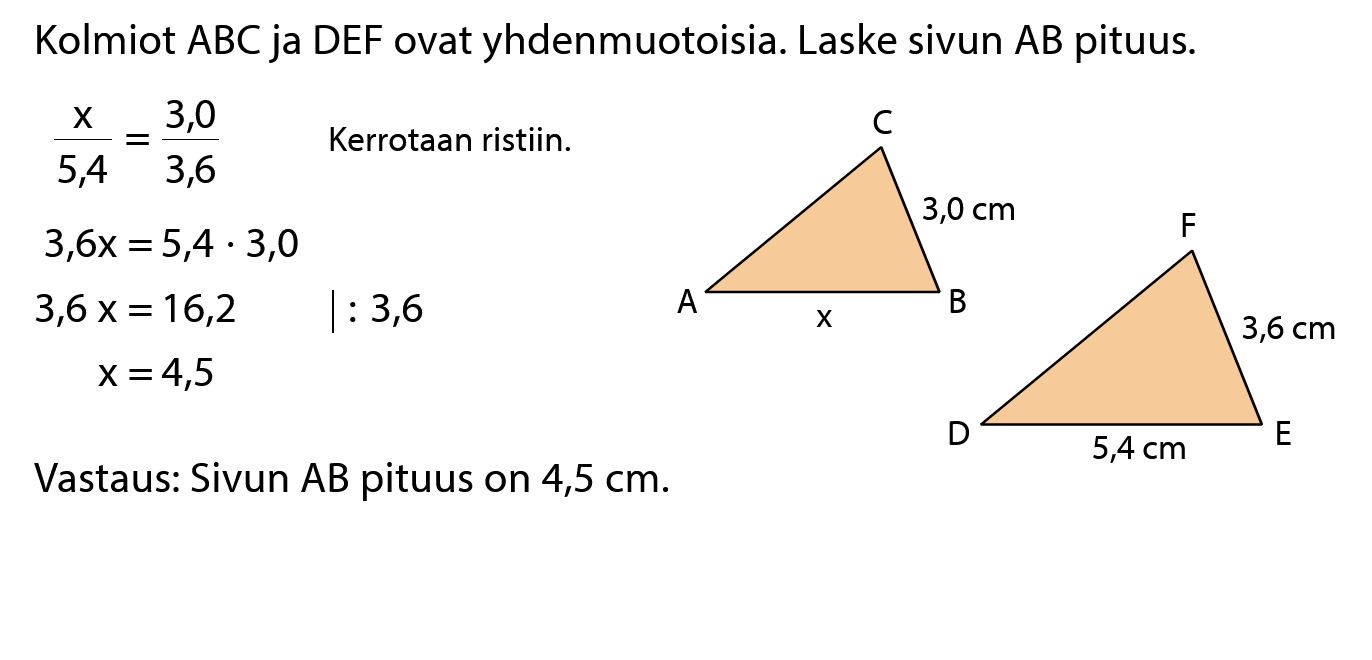 Kolmiot ABC ja DEF ovat yhdenmuotoisia. Laske sivun AB pituus.
x/5,4 = 3,0/3,6 Kerrotaan ristiin.
3,6x = 5,4 · 3,0
3,6 x = 16,2 | : 3,6
x = 4,5
Vastaus: Sivun AB pituus on 4,5 cm.
C
3,0 cm
A
B
x
F
3,6 cm
D
E
5,4 cm